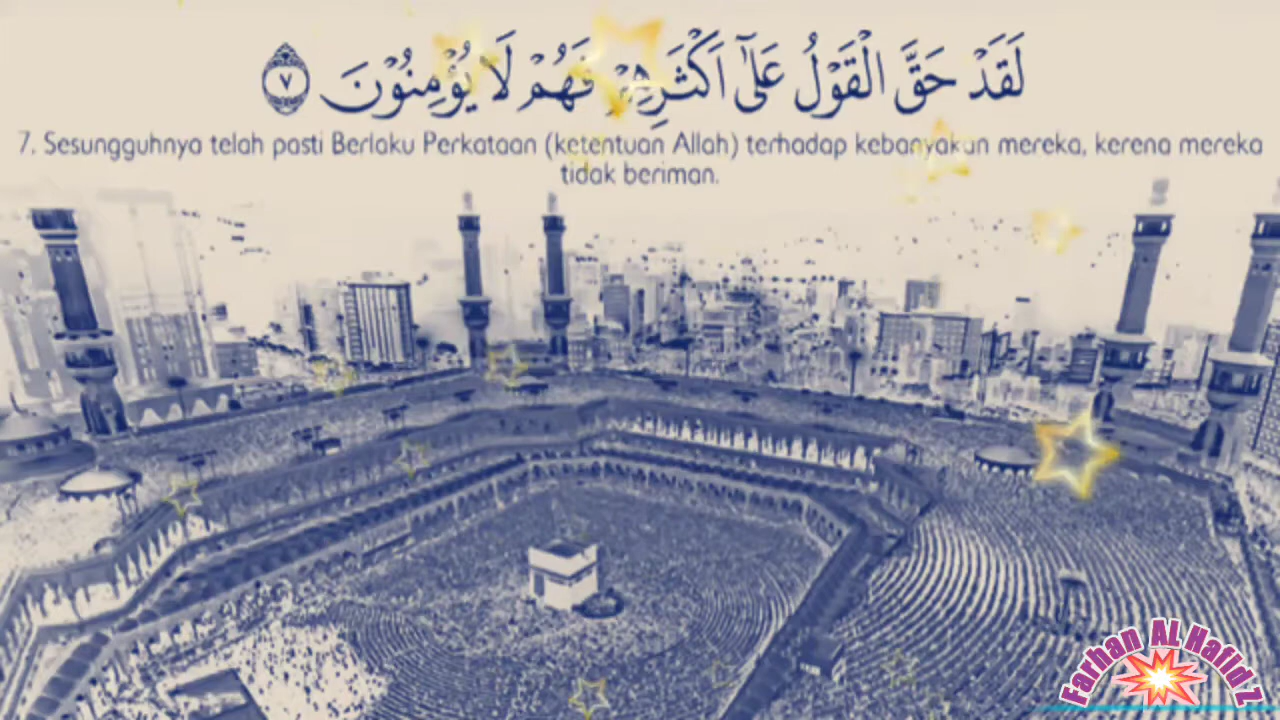 لَقَدْ حَقَّ الْقَوْلُ عَلٰٓى اَكْثَرِهِمْ فَهُمْ لَا يُؤْمِنُوْنَ ٧
7. Sesungguhnya telah pasti Berlaku Perkataan (ketentuan Allah) terhadap kebanyakan mereka, kerena mereka
tidak beriman.
Farhan AL Hafidz Z